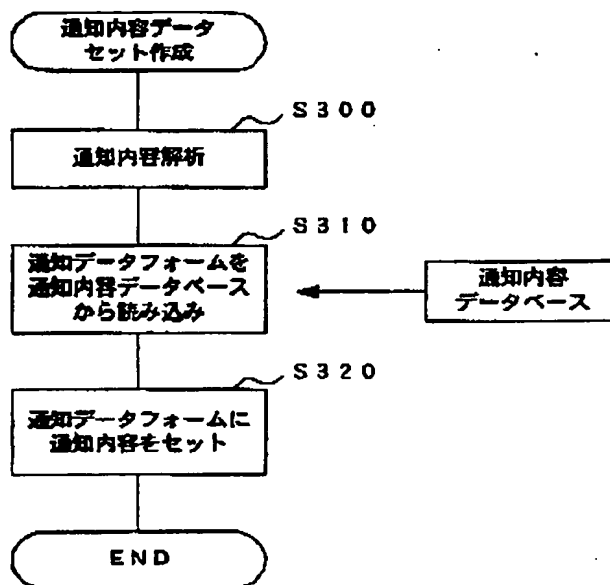 通知内容データ
セット作成
S300
通知内容解析
S310
通知データフォームを
通知内容データベース
から読み込み
通知内容
データベース
S320
通知データフォームに
通知内容をセット
END